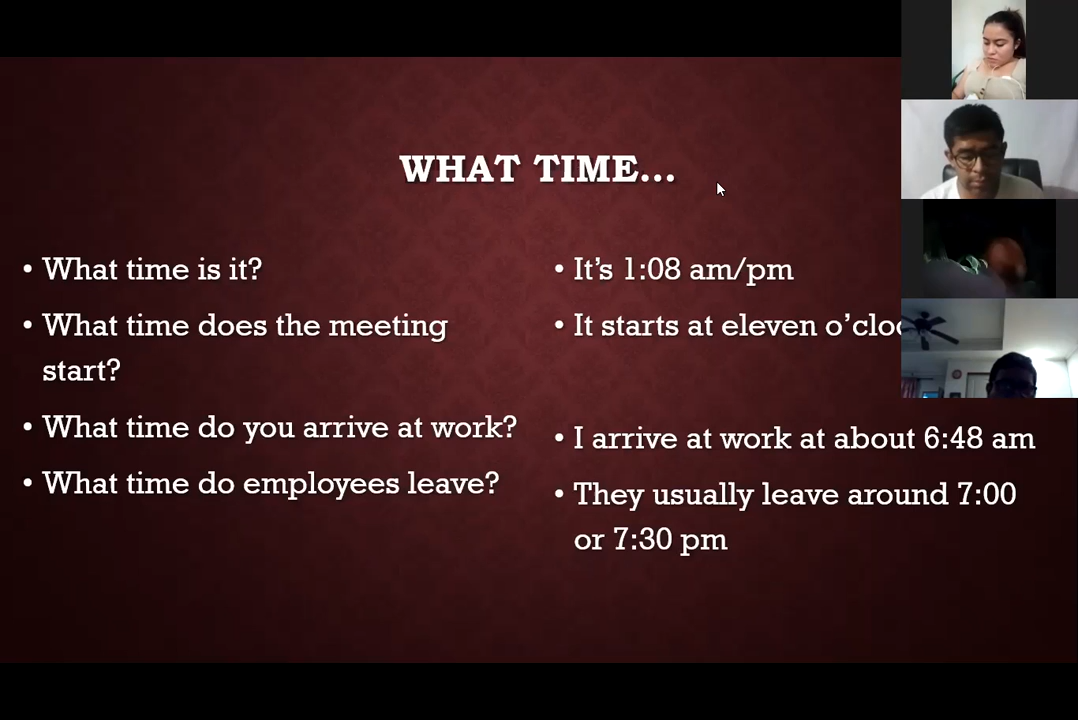 WHAT TIME...
• What time is it?
• What time does the meeting
start?
• What time do you arrive at work?
• What time do employees leave?
• It's 1:08 am/pm
• It starts at eleven
• I arrive at work at about 6:48 am
• They usually leave around 7:00
or 7:30 pm